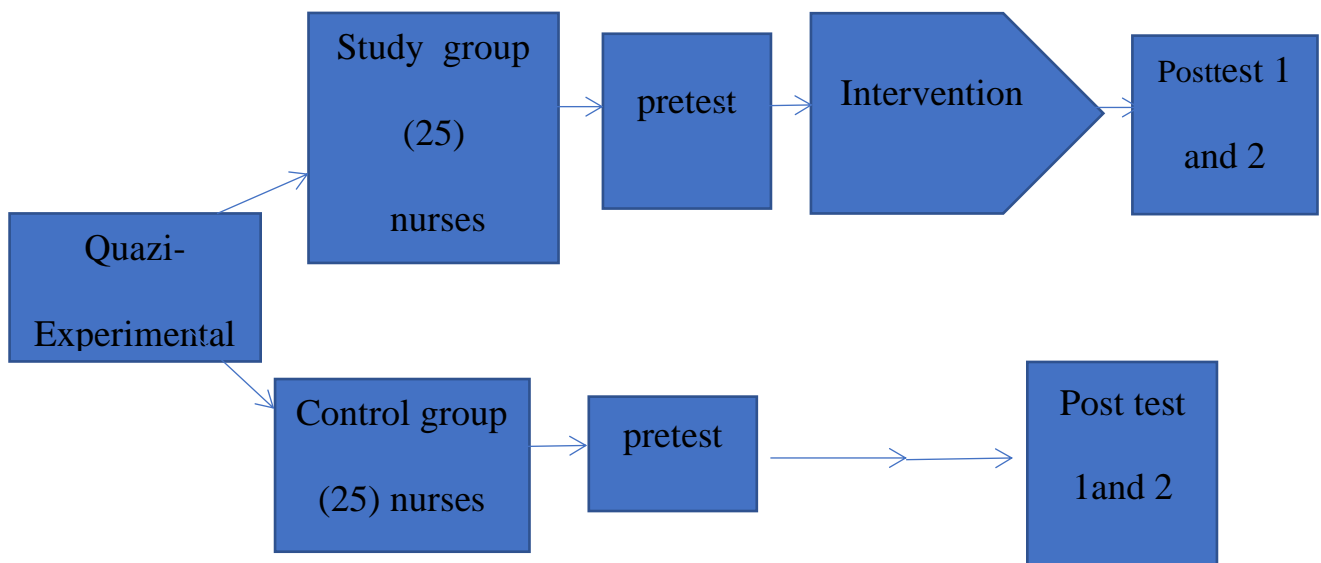 Study group
(25)
nurses
pretest
Intervention
Posttest 1
and 2
Quazi-
Experimental
Control group
(25) nurses
pretest
Post test
1and 2